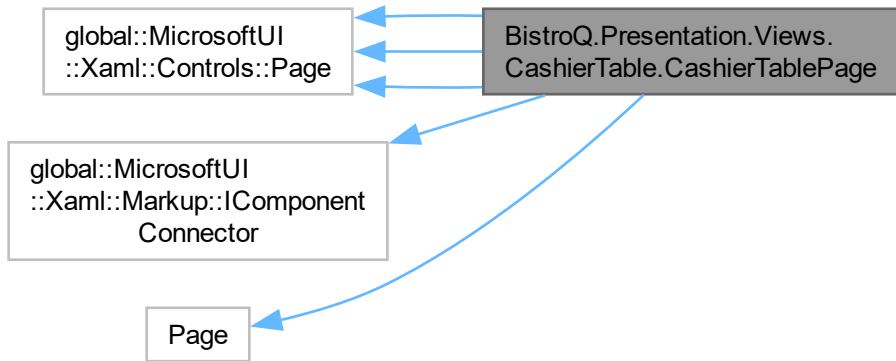 global::MicrosoftUI
::Xaml::Controls::Page
BistroQ.Presentation.Views.
CashierTable.CashierTablePage
global::MicrosoftUI
::Xaml::Markup::IComponent
Connector
Page